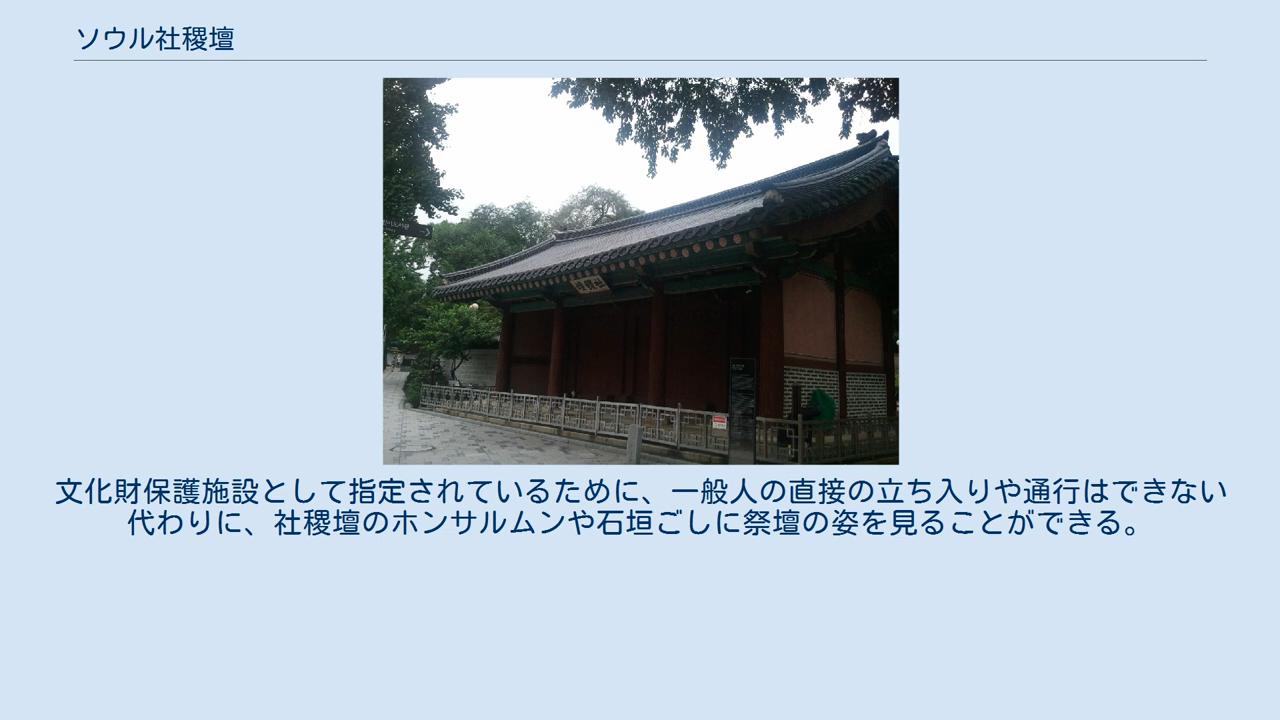 ソウル社稷壇
文化財保護施設として指定されているために、一般人の直接の立ち入りや通行はできない
代わりに、社稷壇のホンサルムンや石垣ごしに祭壇の姿を見ることができる。